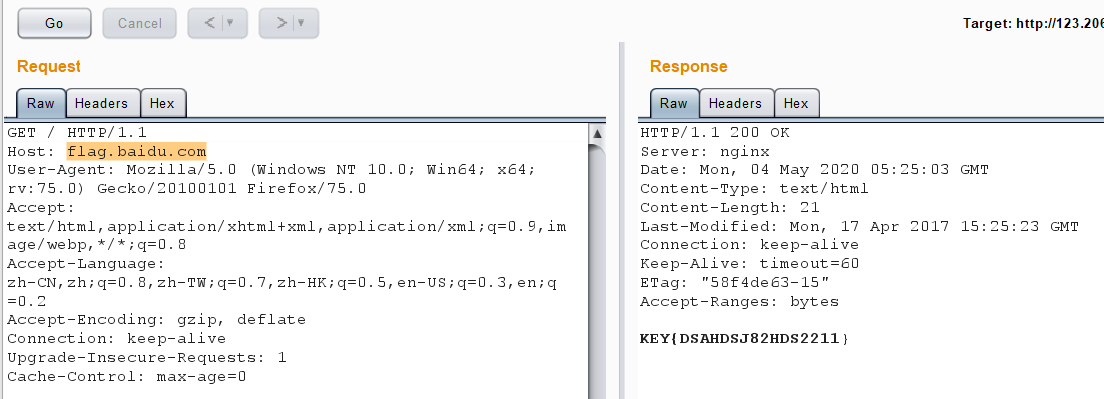 Go
Cancel
<
>
Target: http://123.206
Request
Raw
Headers
Hex
GET / HTTP/1.1
Host: flag.baidu.com
User-Agent: Mozilla/5.0 (Windows NT 10.0; Win64; x64;
rv:75.0) Gecko/20100101 Firefox/75.0
Accept:
text/html,application/xhtml+xml,application/xml;q=0.9,im
age/webp,*/*;q=0.8
Accept-Language:
zh-CN,zh;q=0.8,zh-TW;q=0.7,zh-HK;q=0.5,en-US;q=0.3,en;q
=0.2
Accept-Encoding: gzip, deflate
Connection: keep-alive
Upgrade-Insecure-Requests: 1
Cache-Control: max-age=0
Response
Raw
Headers
Hex
HTTP/1.1 200 OK
Server: nginx
Date: Mon, 04 May 2020 05:25:03 GMT
Content-Type: text/html
Content-Length: 21
Last-Modified: Mon, 17 Apr 2017 15:25:23 GMT
Connection: keep-alive
Keep-Alive: timeout=60
ETag: "58f4de63-15"
Accept-Ranges: bytes
KEY{DSAHDSJ82HDS2211}